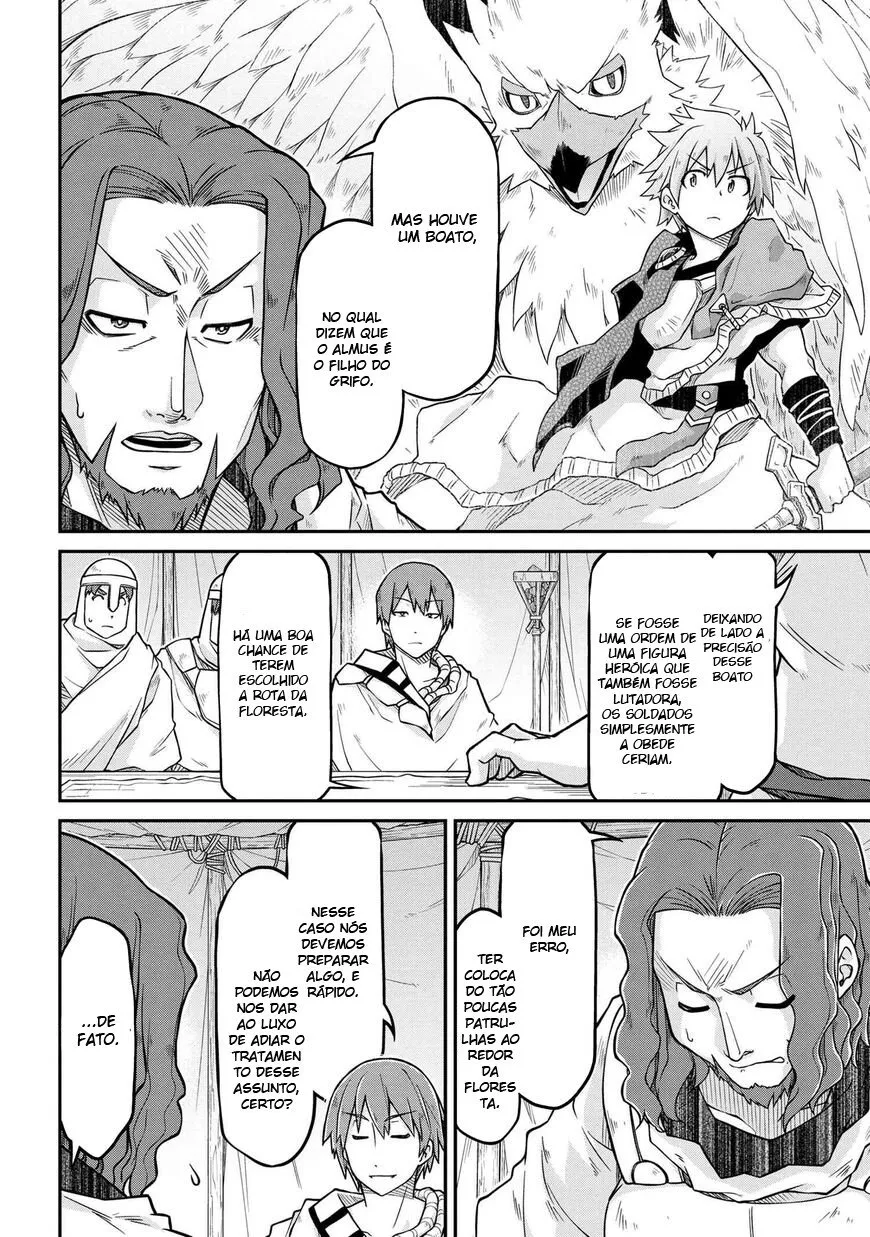 MAS HOUVE
UM BOATO,
NO QUAL
DIZEM QUE
O ALMUS É
O FILHO DO
GRIFO.
DEIXANDO
DE LADO A
PRECISÃO
DESSE
BOATO
SE FOSSE
UMA ORDEM DE
UMA FIGURA
HERÓICA QUE
TAMBÉM FOSSE
LUTADORA,
OS SOLDADOS
SIMPLESMENTE
A OBEDE
CERIAM.
HÁ UMA BOA
CHANCE DE
TEREM
ESCOLHIDO
A ROTA DA
FLORESTA.
FOI MEU
ERRO,
TER
COLOCA
DO TÃO
POUCAS
PATRU-
LHAS AO
REDOR
DA
FLORES
TA.
NESSE
CASO NÓS
DEVEMOS
PREPARAR
ALGO, E
RÁPIDO.
NÃO
PODEMOS
NOS DAR
AO LUXO
DE ADIAR O
TRATAMEN
TO DESSE
ASSUNTO,
CERTO?
...DE
FATO.